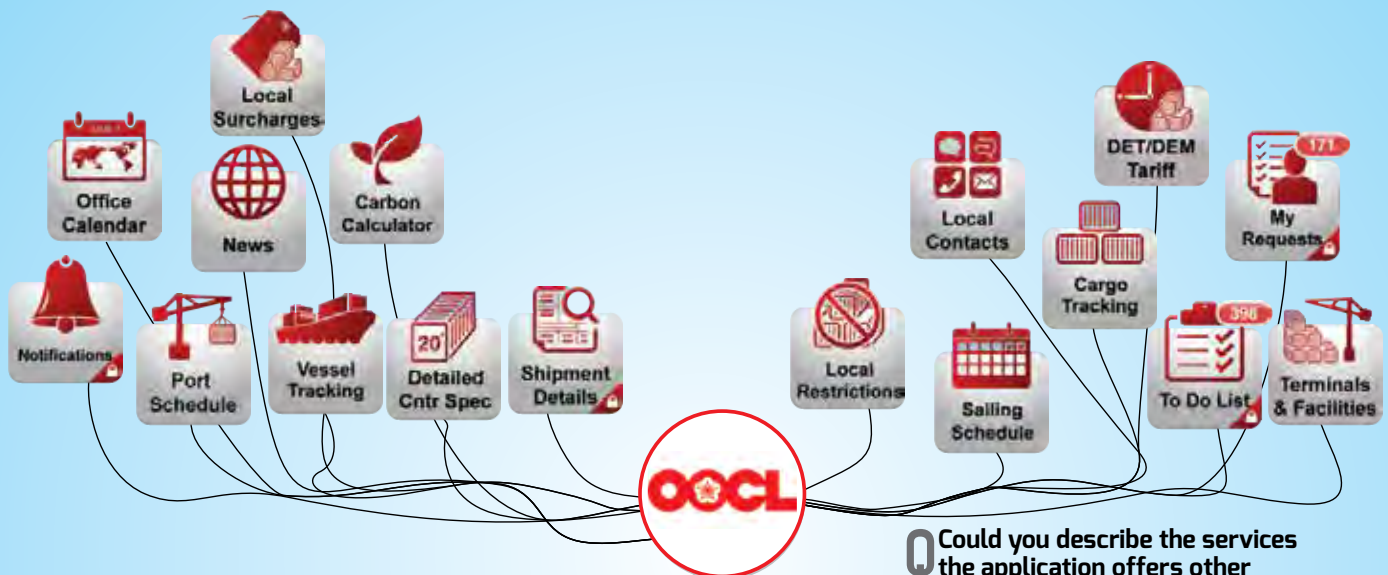 Local
Surcharges
Office
Calendar
News
Carbon
Calculator
Notifications
Port
Schedule
Vessel
Tracking
20
Detailed
Cntr Spec
Shipment
Details
OOCL
Local
Restrictions
Local
Contacts
Sailing
Schedule
DET/DEM
Tariff
Cargo
Tracking
171
My
Requests
398
To Do List
Terminals
& Facilities
Q Could you describe the services
the application offers other